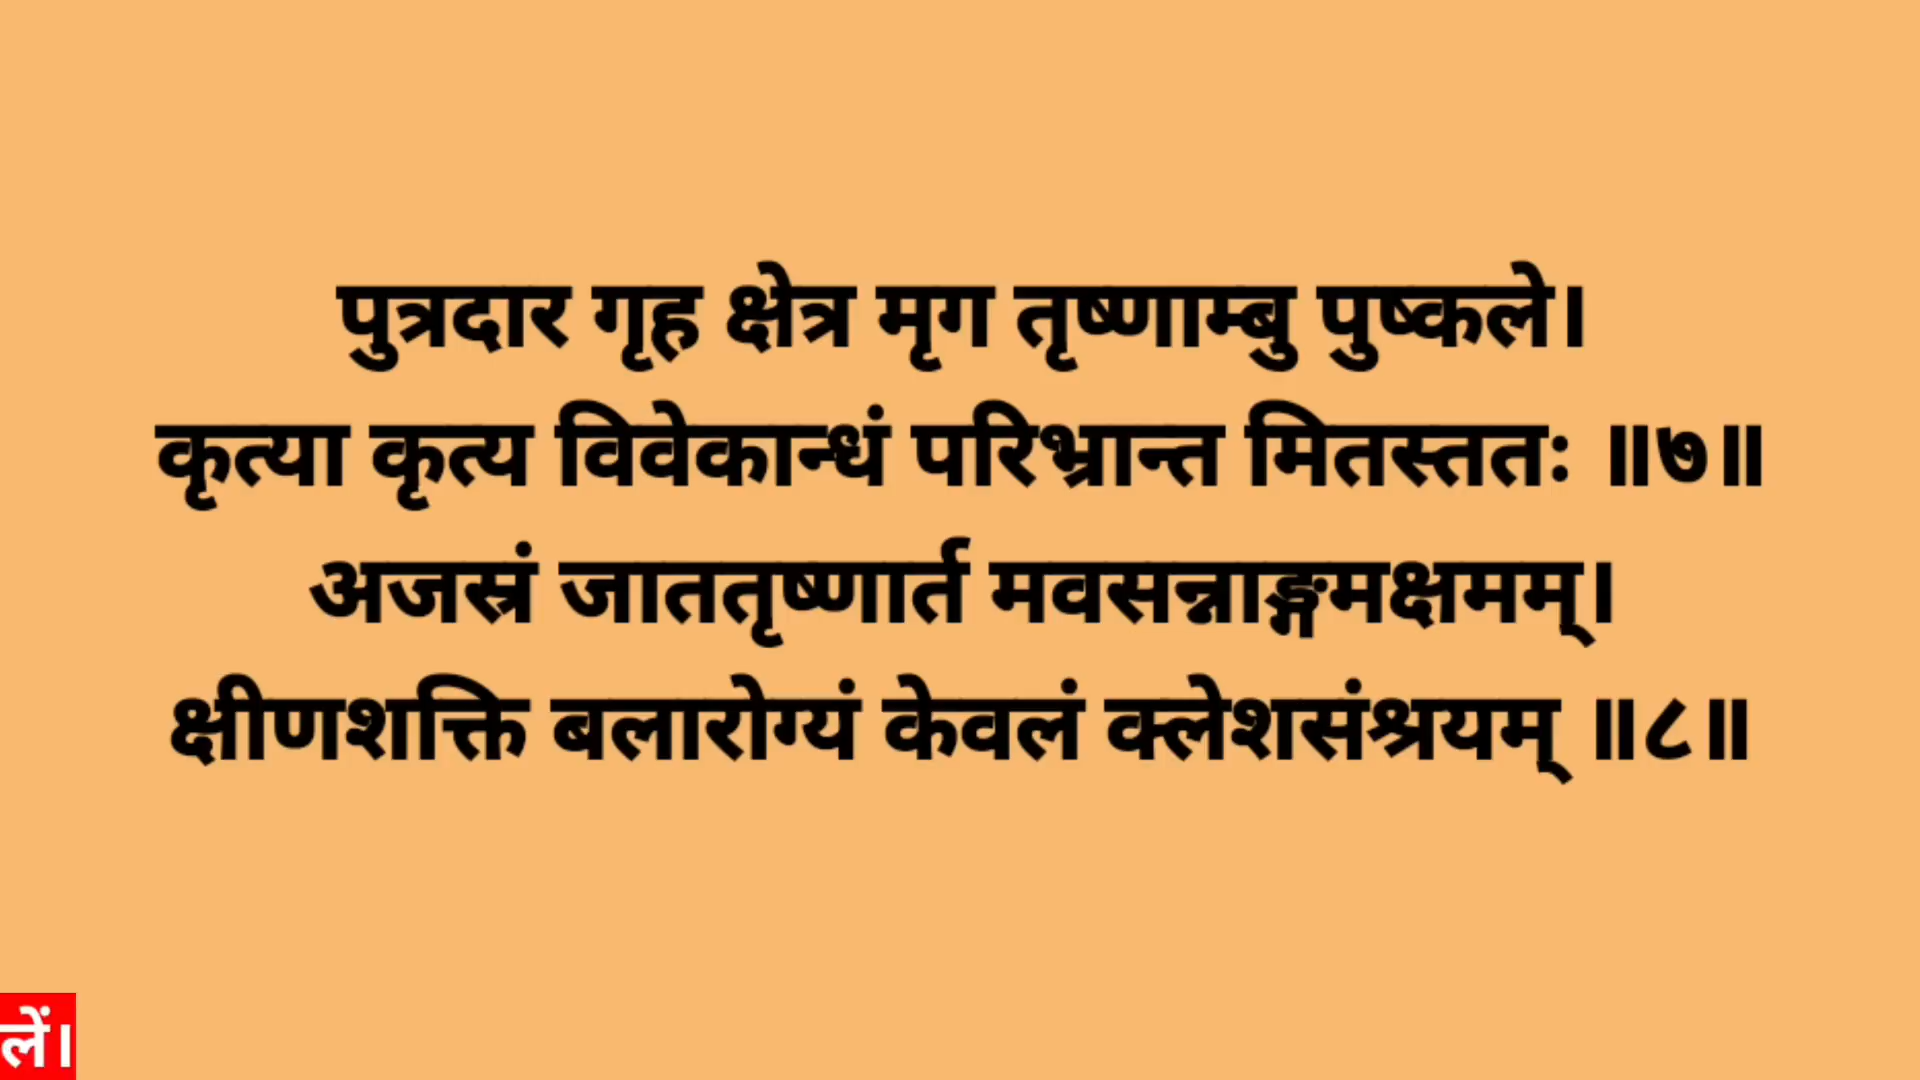 पुत्रदार गृह क्षेत्र मृग तृष्णाम्बु पुष्कले।
कृत्या कृत्य विवेकान्धं परिभ्रान्त मितस्ततः ॥७॥
अजस्रं जाततृष्णार्त मवसन्नाङ्गमक्षमम्।
क्षीणशक्ति बलारोग्यं केवलं क्लेशसंश्रयम् ॥८॥
लें।